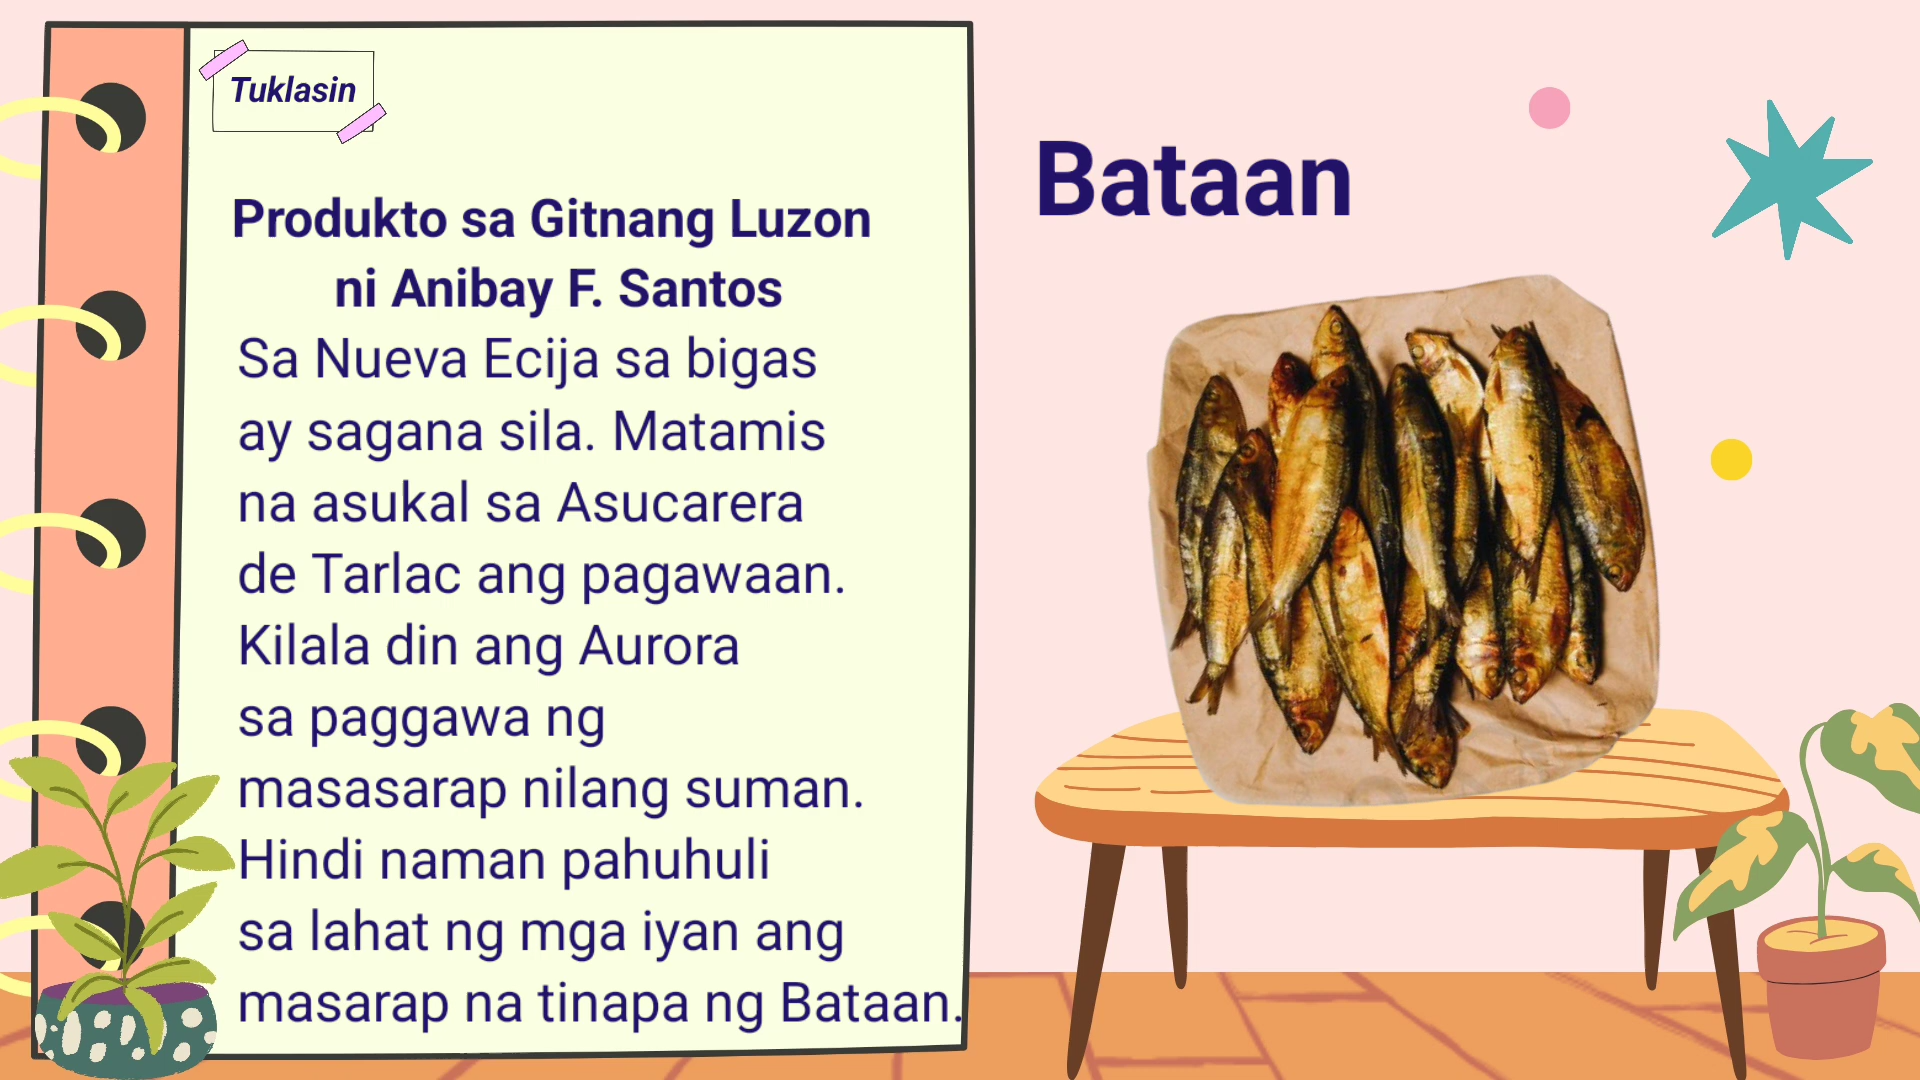 Tuklasin
Produkto sa Gitnang Luzon
ni Anibay F. Santos
Sa Nueva Ecija sa bigas
ay sagana sila. Matamis
na asukal sa Asucarera
de Tarlac ang pagawaan.
Kilala din ang Aurora
sa paggawa ng
masasarap nilang suman.
Hindi naman pahuhuli
sa lahat ng mga iyan ang
masarap na tinapa ng Bataan.
Bataan